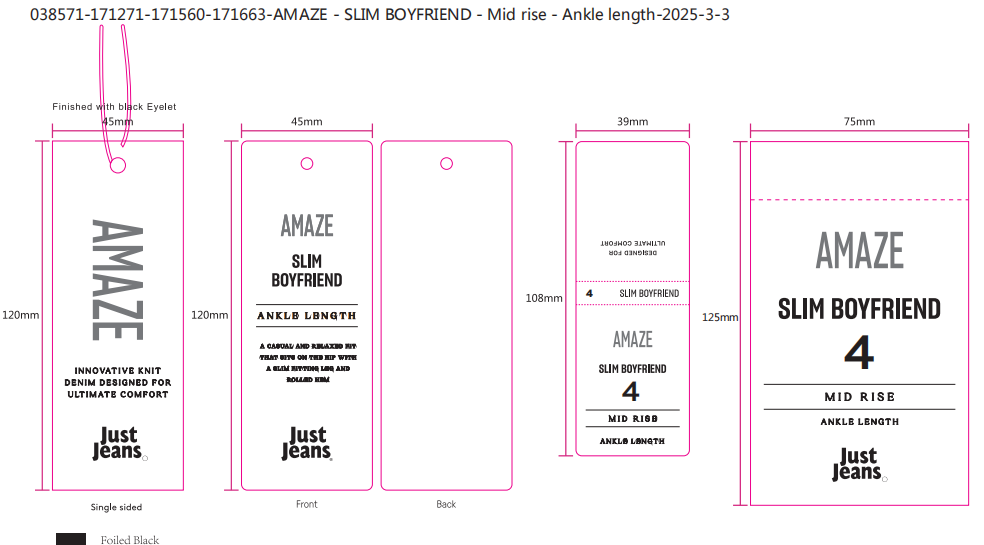 038571-171271-171560-171663-AMAZE - SLIM BOYFRIEND - Mid rise - Ankle length-2025-3-3
Finished with black Eyelet
45mm
120mm
AMAZE
INNOVATIVE KNIT
DENIM DESIGNED FOR
ULTIMATE COMFORT
Just
Jeans
Single sided
45mm
120mm
AMAZE
SLIM
BOYFRIEND
ANKLE LENGTH
A CASUAL AND RELAXED FIT
THAT SITS ON THE HIP WITH
A SLIM FITTING LEG AND
ROLLED HEM
Just
Jeans
Front
Back
39mm
108mm
DESIGNED FOR
ULTIMATE COMFORT
4 SLIM BOYFRIEND
AMAZE
SLIM BOYFRIEND
4
MID RISE
ANKLE LENGTH
75mm
125mm
AMAZE
SLIM BOYFRIEND
4
MID RISE
ANKLE LENGTH
Just
Jeans
Foiled Black